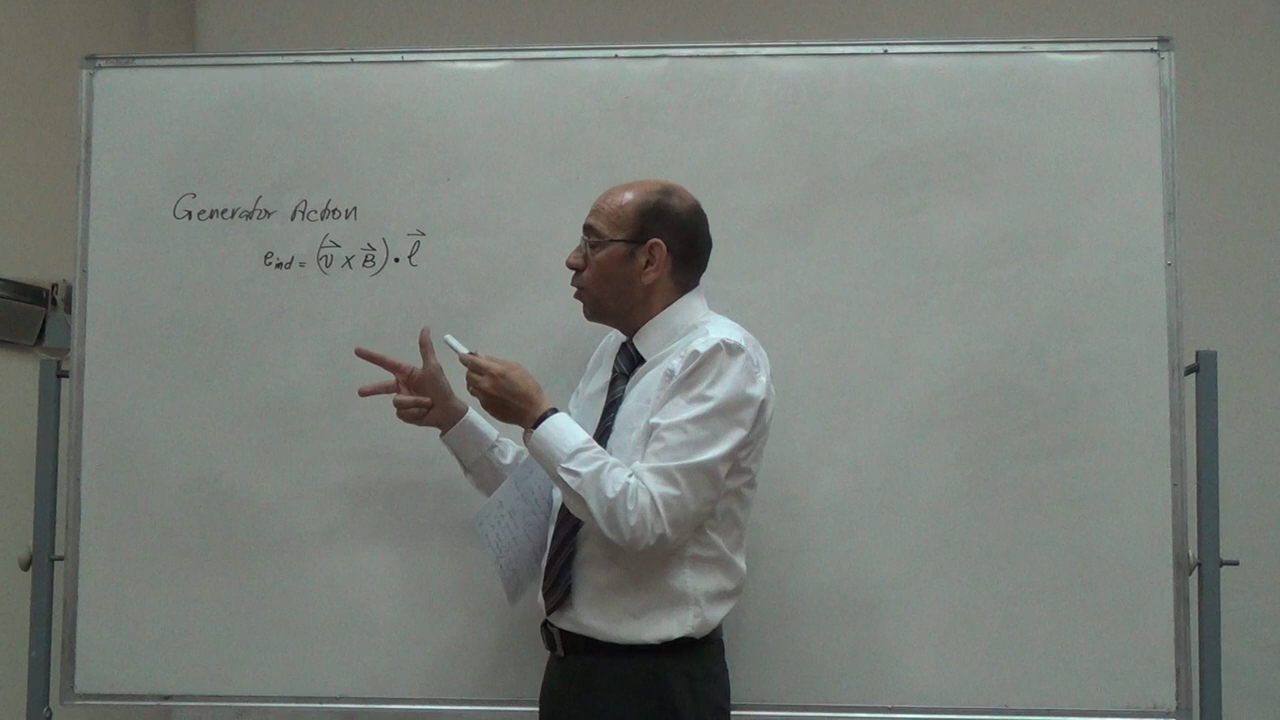 Generator Action
e_ind = (v⃗ × B⃗) • ℓ⃗